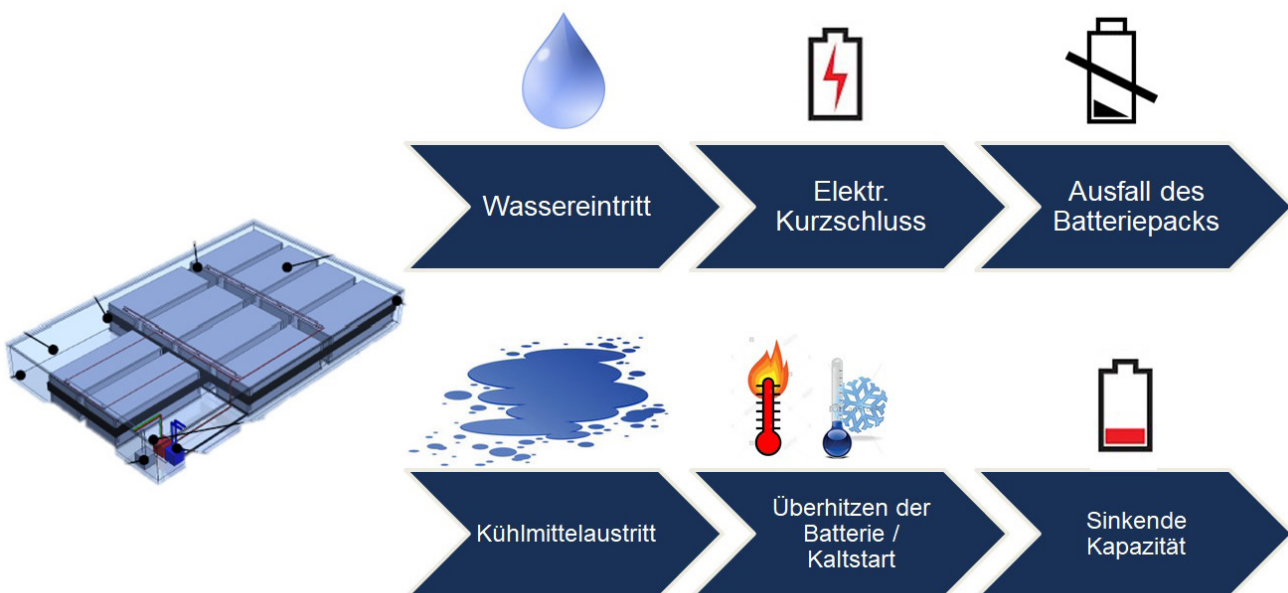 Wassereintritt
Elektr.
Kurzschluss
Ausfall des
Batteriepacks
Kühlmittelaustritt
Überhitzen der
Batterie /
Kaltstart
Sinkende
Kapazität